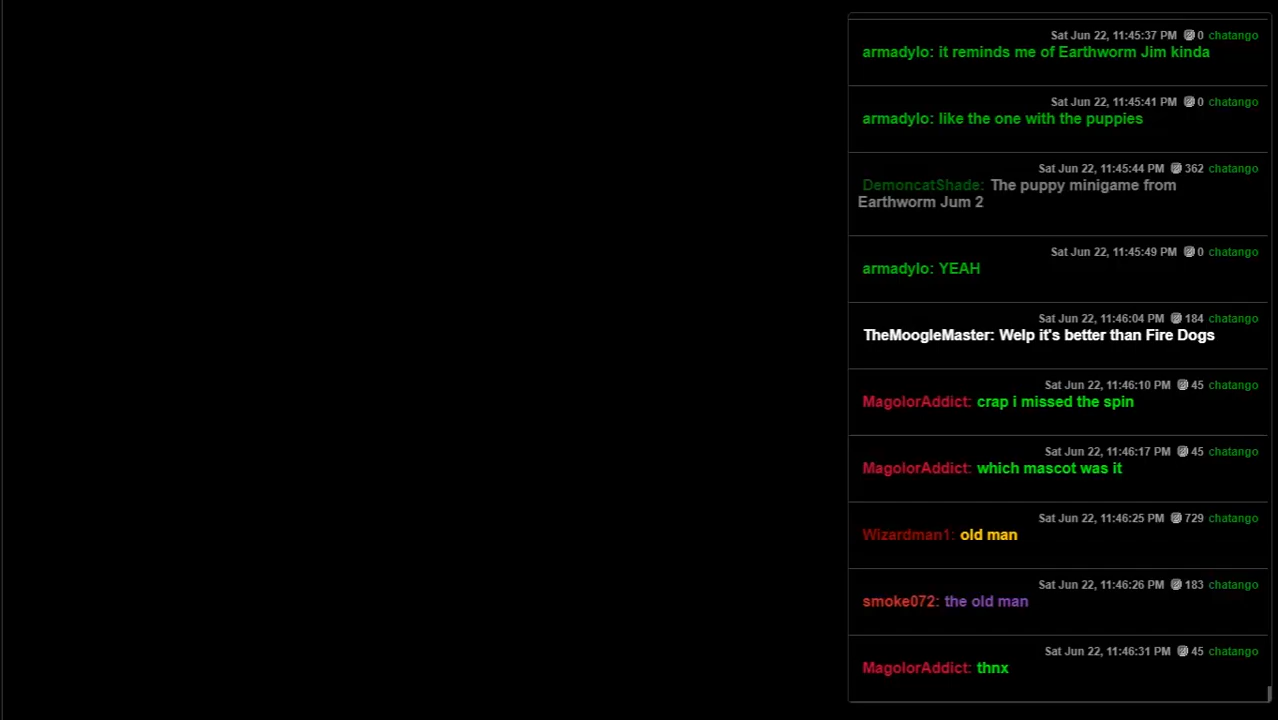 Sat Jun 22, 11:45:37 PM 0 chatango
armadylo: it reminds me of Earthworm Jim kinda
Sat Jun 22, 11:45:41 PM 0 chatango
armadylo: like the one with the puppies
Sat Jun 22, 11:45:44 PM 362 chatango
DemoncatShade: The puppy minigame from
Earthworm Jum 2
Sat Jun 22, 11:45:49 PM 0 chatango
armadylo: YEAH
Sat Jun 22, 11:46:04 PM 184 chatango
TheMoogleMaster: Welp it's better than Fire Dogs
Sat Jun 22, 11:46:10 PM 45 chatango
MagolorAddict: crap i missed the spin
Sat Jun 22, 11:46:17 PM 45 chatango
MagolorAddict: which mascot was it
Sat Jun 22, 11:46:25 PM 729 chatango
Wizardman1: old man
Sat Jun 22, 11:46:26 PM 183 chatango
smoke072: the old man
Sat Jun 22, 11:46:31 PM 45 chatango
MagolorAddict: thnx